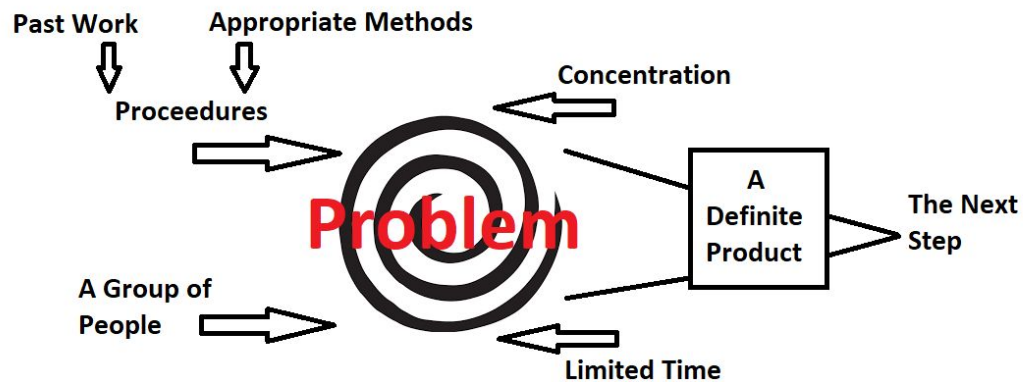 Past Work
Appropriate Methods
Concentration
Proceedures
Problem
A
Definite
Product
The Next
Step
A Group of
People
Limited Time